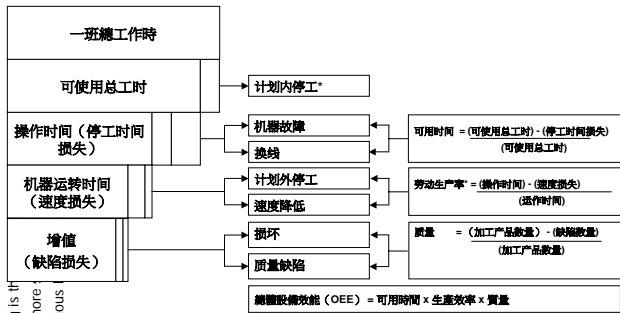 一班總工作時
可使用总工时
计划内停工*
操作时间（停工时间
损失）
机器故障
换线
可用时间 = (可使用总工时) - (停工时间损失)
(可使用总工时)
机器运转时间
（速度损失）
计划外停工
速度降低
劳动生产率* = (操作时间) - (速度损失)
(运作时间)
增值
（缺陷损失）
损坏
质量缺陷
质量 = （加工产品数量） - (缺陷数量)
(加工产品数量)
總體設備效能（OEE）= 可用時間 x 生產效率 x 質量
g is th
nore s
ous